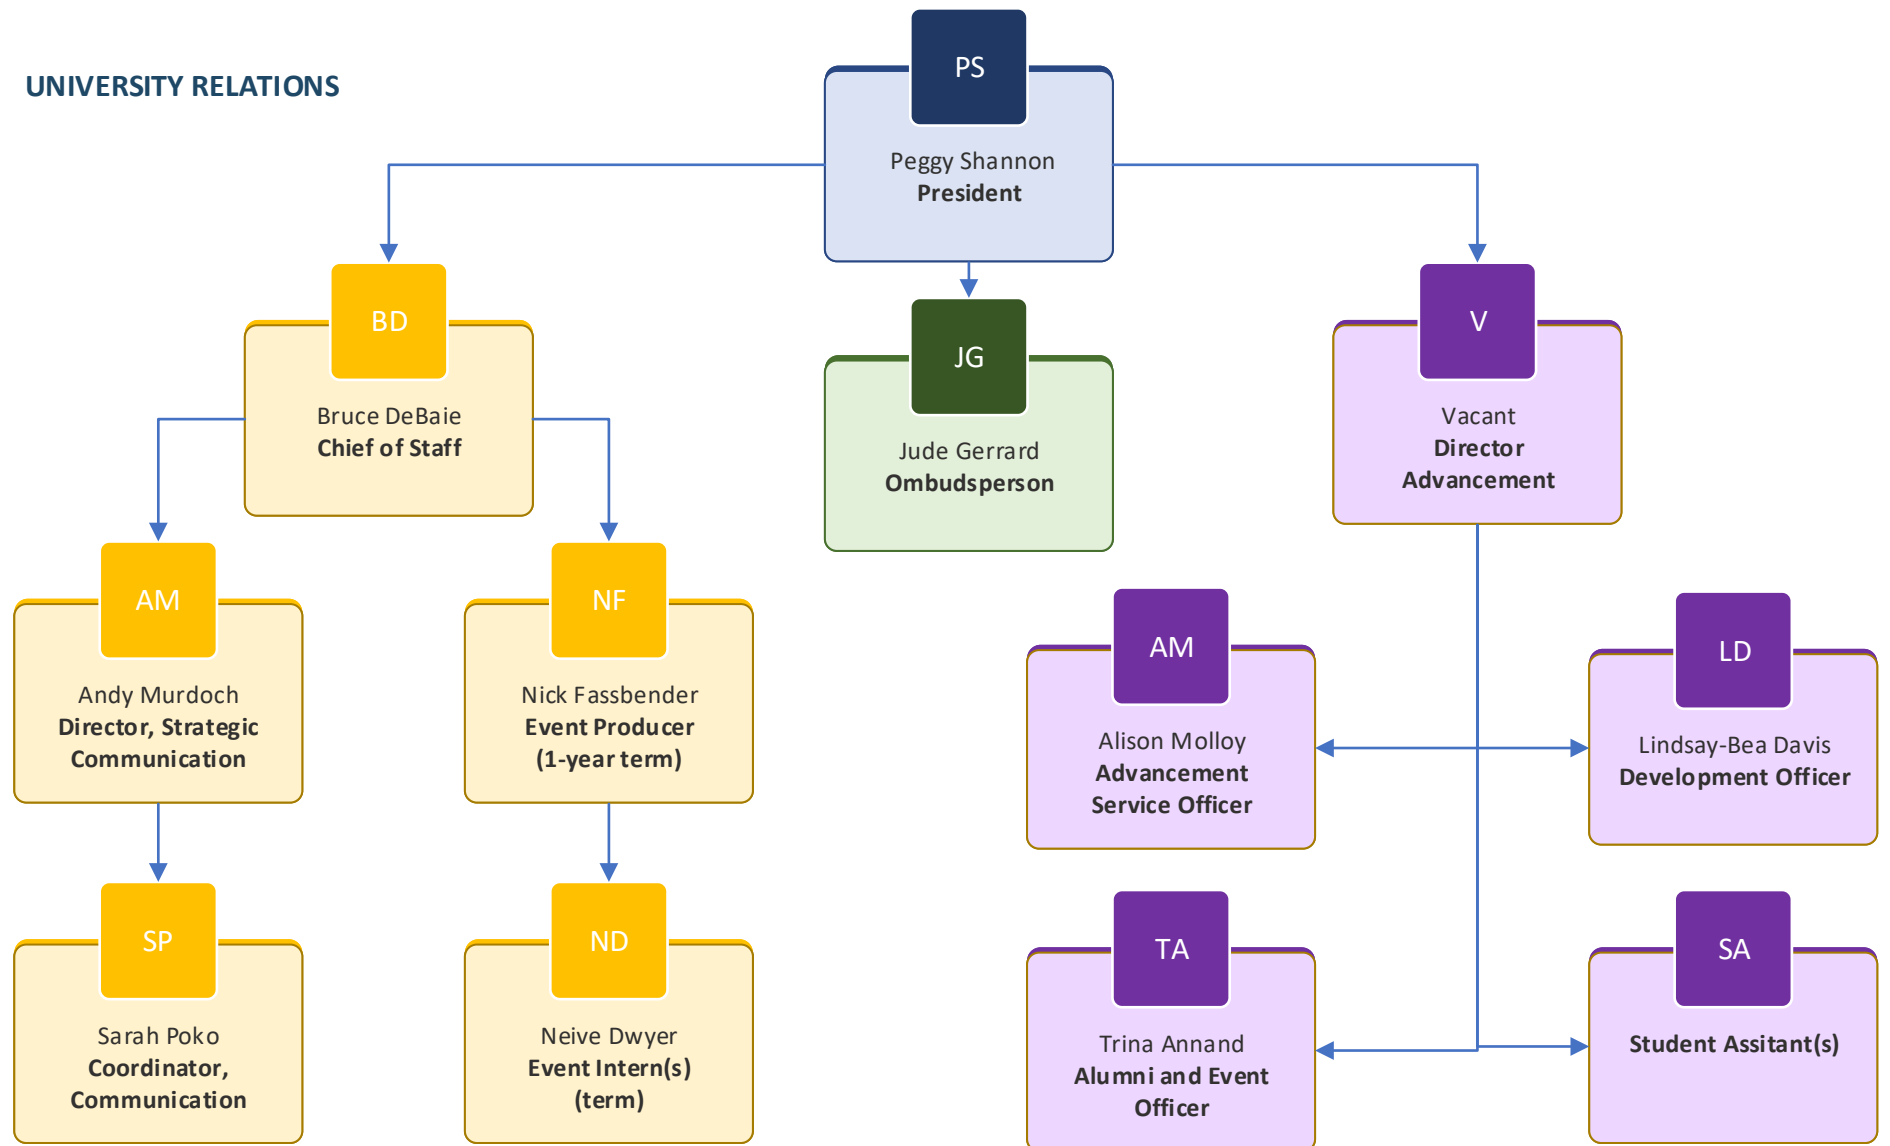 UNIVERSITY RELATIONS
PS
Peggy Shannon
President
BD
Bruce DeBaie
Chief of Staff
JG
Jude Gerrard
Ombudsperson
V
Vacant
Director
Advancement
AM
Andy Murdoch
Director, Strategic
Communication
NF
Nick Fassbender
Event Producer
(1-year term)
AM
Alison Molloy
Advancement
Service Officer
LD
Lindsay-Bea Davis
Development Officer
SP
Sarah Poko
Coordinator,
Communication
ND
Neive Dwyer
Event Intern(s)
(term)
TA
Trina Annand
Alumni and Event
Officer
SA
Student Assitant(s)